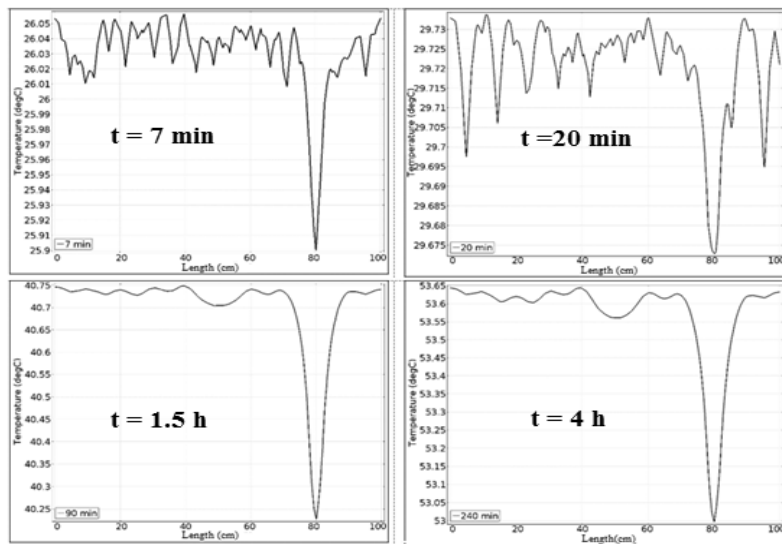 Temperature (degC)
26.05
26.04
26.03
26.02
26.01
26
25.99
25.98
25.97
25.96
25.95
25.94
25.93
25.92
25.91
25.9
t = 7 min
7 min
0 20 40 60 80 100
Length (cm)
Temperature (degC)
29.73
29.725
29.72
29.715
29.71
29.705
29.7
29.695
29.69
29.685
29.68
29.675
t =20 min
20 min
0 20 40 60 80 100
Length (cm)
Temperature (degC)
40.75
40.7
40.65
40.6
40.55
40.5
40.45
40.4
40.35
40.3
40.25
t = 1.5 h
90 min
0 20 40 60 80 100
Length (cm)
Temperature (degC)
53.65
53.6
53.55
53.5
53.45
53.4
53.35
53.3
53.25
53.2
53.15
53.1
53.05
53
t = 4 h
240 min
0 20 40 60 80 100
Length(cm)